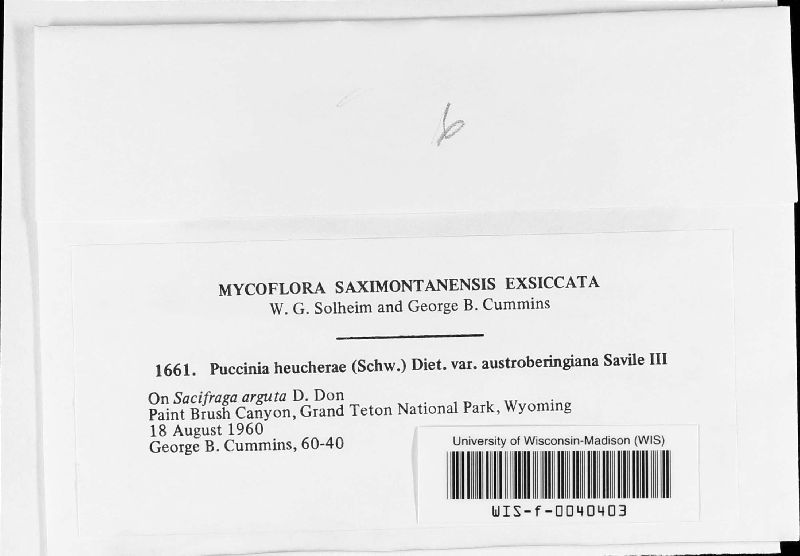 6
MYCOFLORA SAXIMONTANENSIS EXSICCATA
W. G. Solheim and George B. Cummins
1661. Puccinia heucherae (Schw.) Diet. var. austroberingiana Savile III
On Sacifraga arguta D. Don
Paint Brush Canyon, Grand Teton National Park, Wyoming
18 August 1960
George B. Cummins, 60-40
University of Wisconsin-Madison (WIS)
WIS-f-0040403